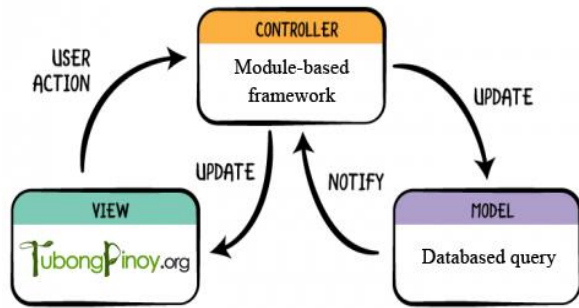 CONTROLLER
Module-based
framework
USER
ACTION
UPDATE
UPDATE
NOTIFY
VIEW
TubongPinoy.org
MODEL
Databased query